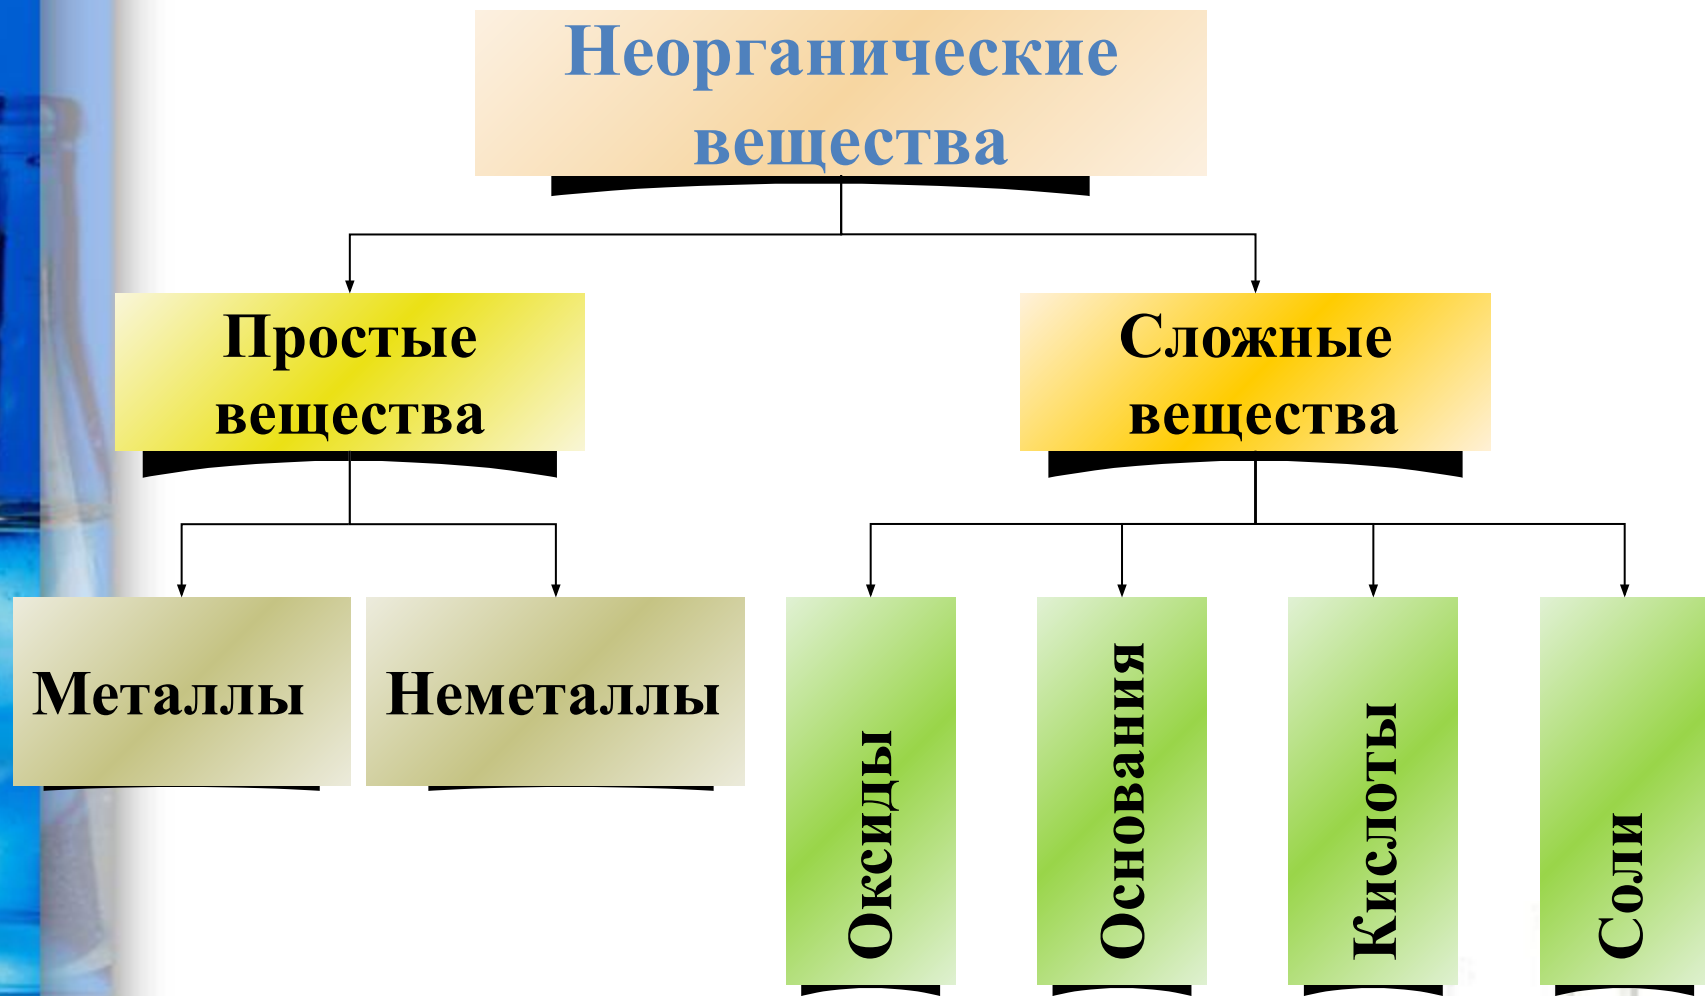 Неорганические
вещества
Простые
вещества
Сложные
вещества
Металлы
Неметаллы
Оксиды
Основания
Кислоты
Соли